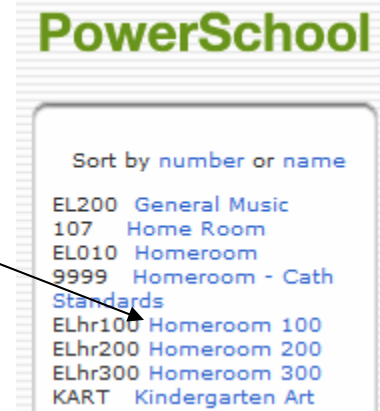 PowerSchool
Sort by number or name
EL200 General Music
107 Home Room
EL010 Homeroom
9999 Homeroom - Cath
Standards
ELhr100 Homeroom 100
ELhr200 Homeroom 200
ELhr300 Homeroom 300
KART Kindergarten Art